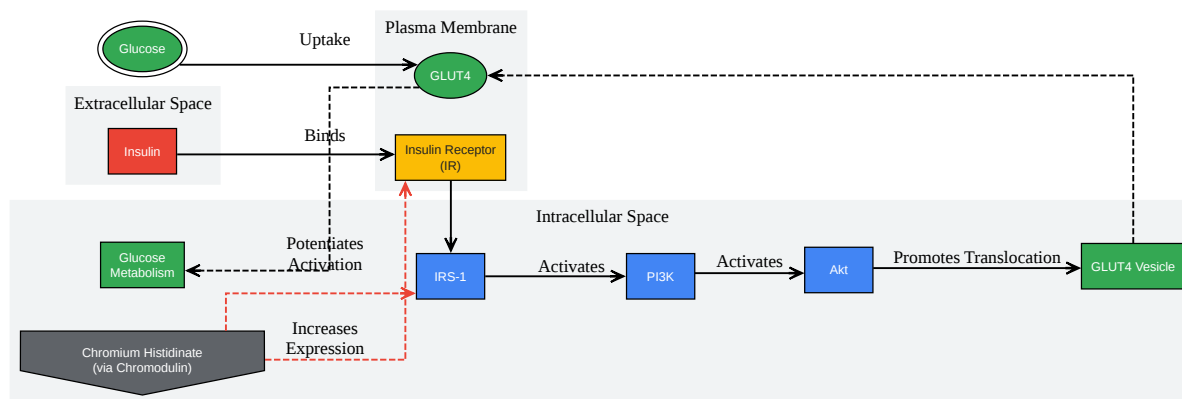 Plasma Membrane
Glucose
Uptake
GLUT4
Extracellular Space
Insulin
Binds
Insulin Receptor
(IR)
Intracellular Space
Glucose
Metabolism
Potentiates
Activation
IRS-1
Activates
PI3K
Activates
Akt
Promotes Translocation
GLUT4 Vesicle
Chromium Histidinate
(via Chromodulin)
Increases
Expression